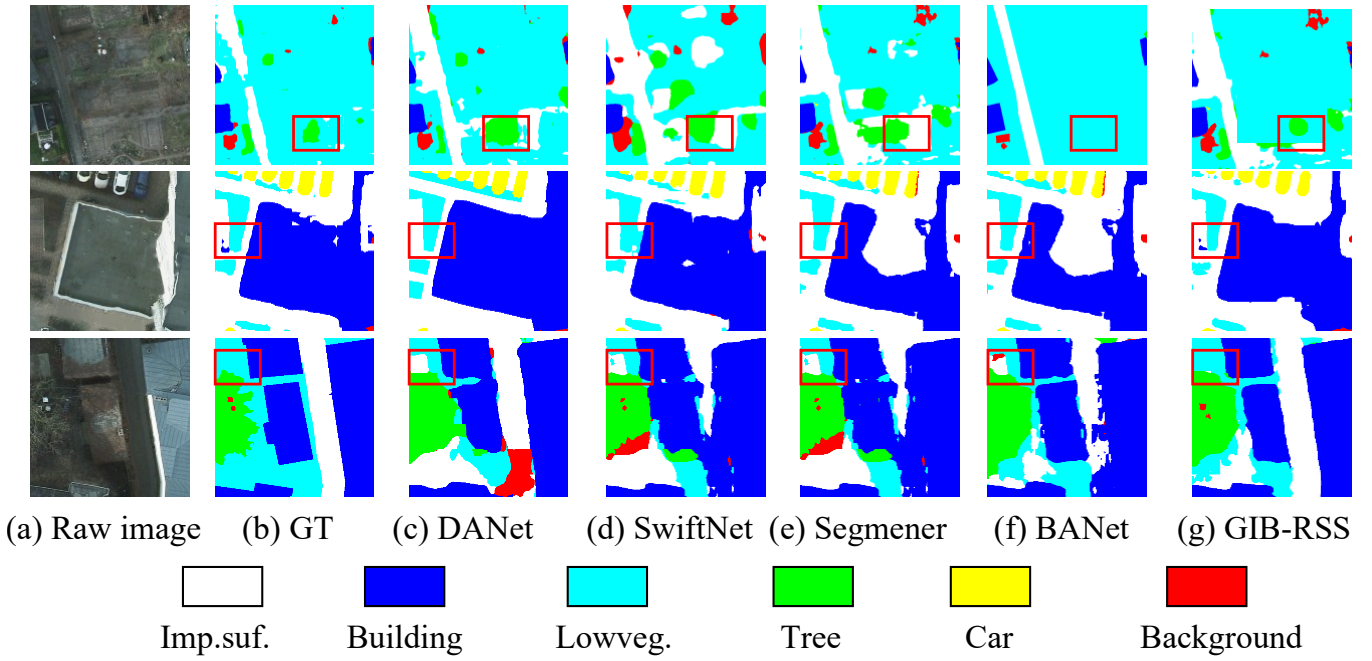 (a) Raw image (b) GT (c) DANet (d) SwiftNet (e) Segmener (f) BANet (g) GIB-RSS
Imp.suf. Building Lowveg. Tree Car Background